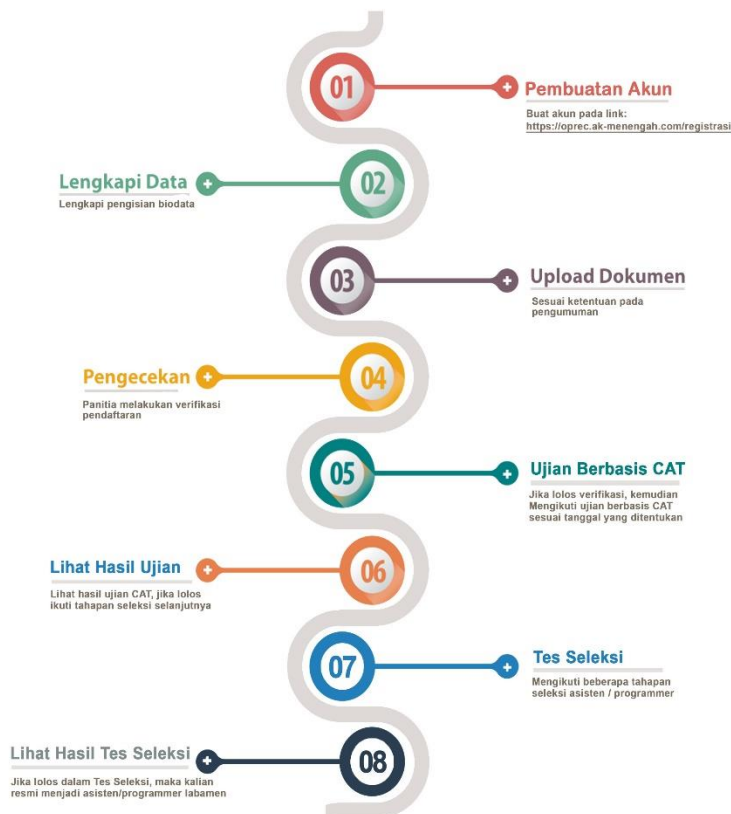 01
Pembuatan Akun
Buat akun pada link:
https://oprec.ak-menengah.com/registrasi
02
Lengkapi Data
Lengkapi pengisian biodata
03
Upload Dokumen
Sesuai ketentuan pada
pengumuman
04
Pengecekan
Panitia melakukan verifikasi
pendaftaran
05
Ujian Berbasis CAT
Jika lolos verifikasi, kemudian
Mengikuti ujian berbasis CAT
sesuai tanggal yang ditentukan
06
Lihat Hasil Ujian
Lihat hasil ujian CAT, jika lolos
ikuti tahapan seleksi selanjutnya
07
Tes Seleksi
Mengikuti beberapa tahapan
seleksi asisten / programmer
08
Lihat Hasil Tes Seleksi
Jika lolos dalam Tes Seleksi, maka kalian
resmi menjadi asisten/programmer labamen